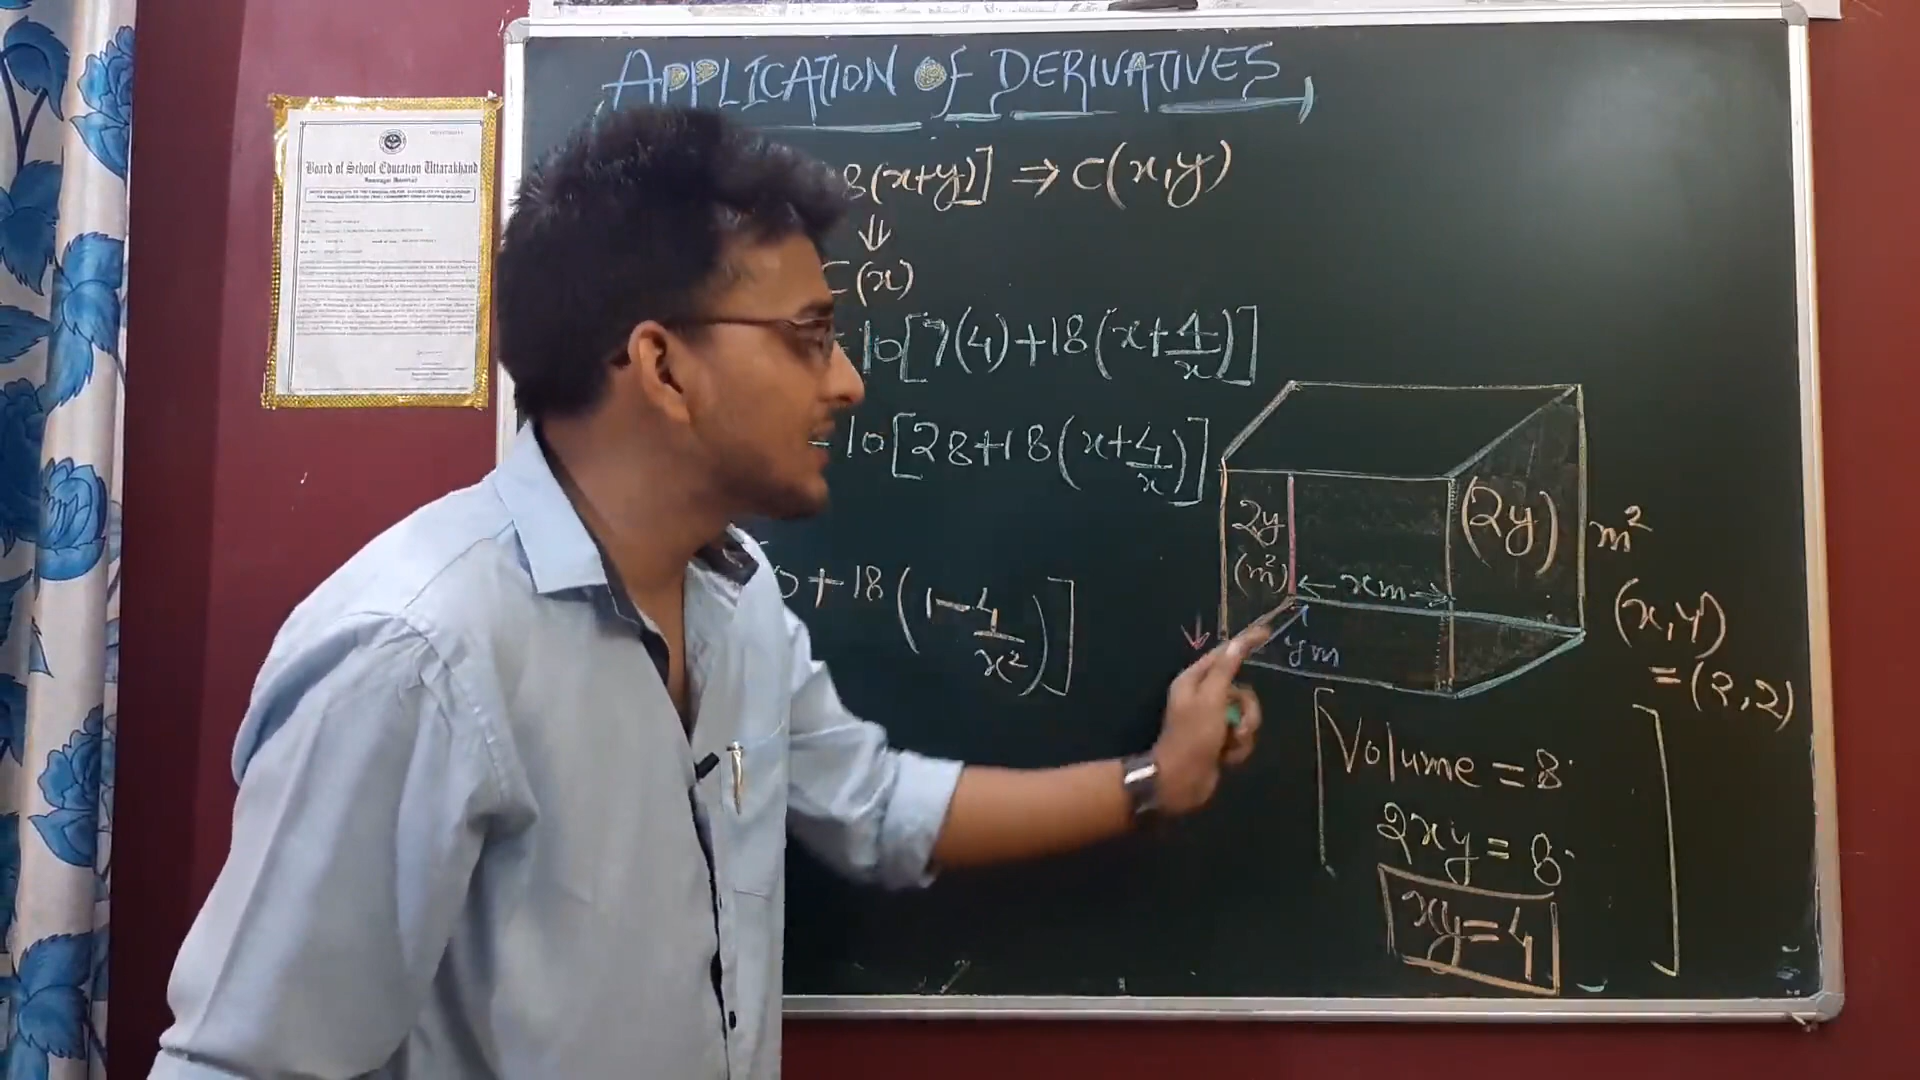 APPLICATION OF DERIVATIVES
8(x+y)] ⇒ C(x,y)
⇓
C(x)
=10[7(4)+18(x+4/x)]
=10[28+18(x+4/x)]
0+18(1-4/x²)]
2y
(m²)
(2y) m²
←xm→
ym
(x,y)
=(2,2)
[Volume=8]
2xy=8
xy=4
Board of School Education Uttarakhand